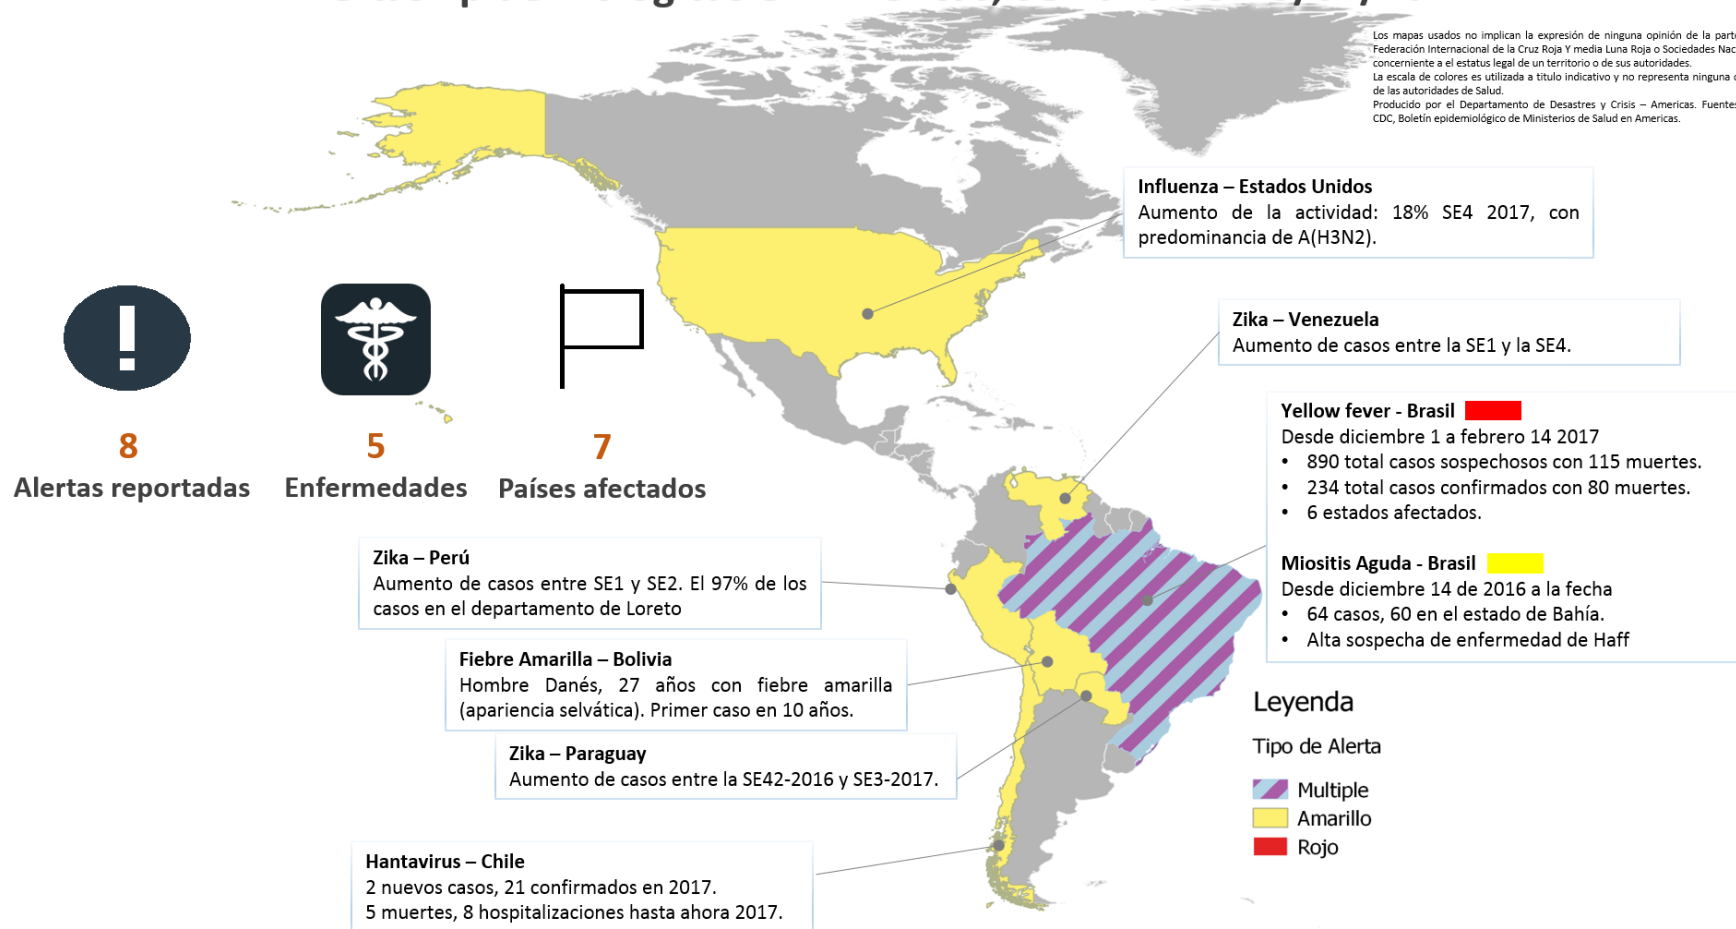 Los mapas usados no implican la expresión de ninguna opinión de la
Federación Internacional de la Cruz Roja Y media Luna Roja o Sociedades
concerniente a el estatus legal de un territorio o de sus autoridades.
La escala de colores es utilizada a titulo indicativo y no representa ninguna
de las autoridades de Salud.
Producido por el Departamento de Desastres y Crisis – Americas. Fuentes
CDC, Boletín epidemiológico de Ministerios de Salud en Americas.
Influenza – Estados Unidos
Aumento de la actividad: 18% SE4 2017, con
predominancia de A(H3N2).
Zika – Venezuela
Aumento de casos entre la SE1 y la SE4.
8
Alertas reportadas
5
Enfermedades
7
Países afectados
Yellow fever - Brasil
Desde diciembre 1 a febrero 14 2017
• 890 total casos sospechosos con 115 muertes.
• 234 total casos confirmados con 80 muertes.
• 6 estados afectados.
Miositis Aguda - Brasil
Desde diciembre 14 de 2016 a la fecha
• 64 casos, 60 en el estado de Bahía.
• Alta sospecha de enfermedad de Haff
Zika – Perú
Aumento de casos entre SE1 y SE2. El 97% de los
casos en el departamento de Loreto
Fiebre Amarilla – Bolivia
Hombre Danés, 27 años con fiebre amarilla
(apariencia selvática). Primer caso en 10 años.
Zika – Paraguay
Aumento de casos entre la SE42-2016 y SE3-2017.
Hantavirus – Chile
2 nuevos casos, 21 confirmados en 2017.
5 muertes, 8 hospitalizaciones hasta ahora 2017.
Leyenda
Tipo de Alerta
Multiple
Amarillo
Rojo